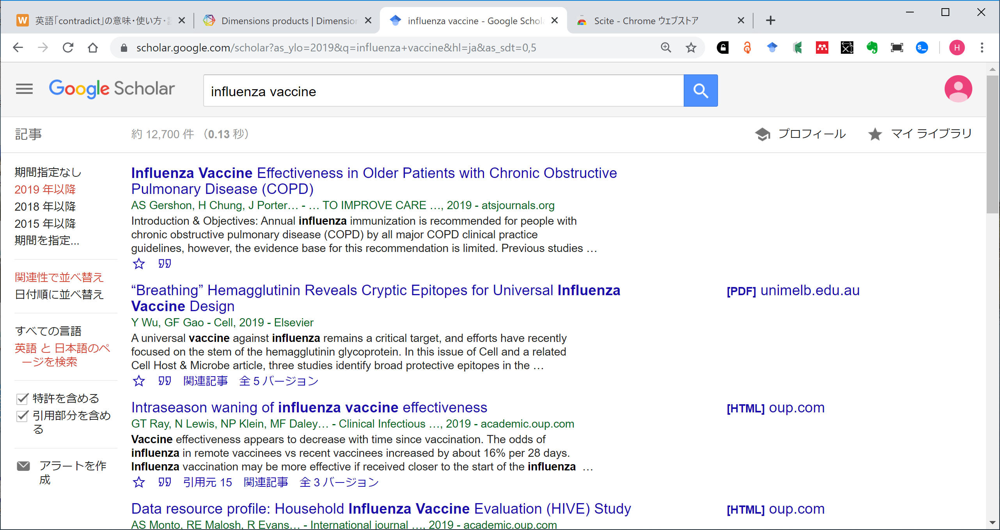 英語「contradict」の意味・使い方・
Dimensions products | Dimension
influenza vaccine - Google Schola
Scite - Chrome ウェブストア
scholar.google.com/scholar?as_ylo=2019&q=influenza+vaccine&hl=ja&as_sdt=0,5
H
Google Scholar
influenza vaccine
記事
約 12,700 件 （0.13 秒）
プロフィール
マイ ライブラリ
期間指定なし
2019 年以降
2018 年以降
2015 年以降
期間を指定...
関連性で並べ替え
日付順に並べ替え
すべての言語
英語 と 日本語のペ
ージを検索
特許を含める
引用部分を含め
る
アラートを作
成
Influenza Vaccine Effectiveness in Older Patients with Chronic Obstructive
Pulmonary Disease (COPD)
AS Gershon, H Chung, J Porter… - … TO IMPROVE CARE …, 2019 - atsjournals.org
Introduction & Objectives: Annual influenza immunization is recommended for people with
chronic obstructive pulmonary disease (COPD) by all major COPD clinical practice
guidelines, however, the evidence base for this recommendation is limited. Previous studies …
“Breathing” Hemagglutinin Reveals Cryptic Epitopes for Universal Influenza
Vaccine Design
[PDF] unimelb.edu.au
Y Wu, GF Gao - Cell, 2019 - Elsevier
A universal vaccine against influenza remains a critical target, and efforts have recently
focused on the stem of the hemagglutinin glycoprotein. In this issue of Cell and a related
Cell Host & Microbe article, three studies identify broad protective epitopes in the …
関連記事 全 5 バージョン
Intraseason waning of influenza vaccine effectiveness
[HTML] oup.com
GT Ray, N Lewis, NP Klein, MF Daley… - Clinical Infectious …, 2019 - academic.oup.com
Vaccine effectiveness appears to decrease with time since vaccination. The odds of
influenza in remote vaccinees vs recent vaccinees increased by about 16% per 28 days.
Influenza vaccination may be more effective if received closer to the start of the influenza …
引用元 15 関連記事 全 3 バージョン
Data resource profile: Household Influenza Vaccine Evaluation (HIVE) Study
[HTML] oup.com
AS Monto, RE Malosh, R Evans… - International journal …, 2019 - academic.oup.com